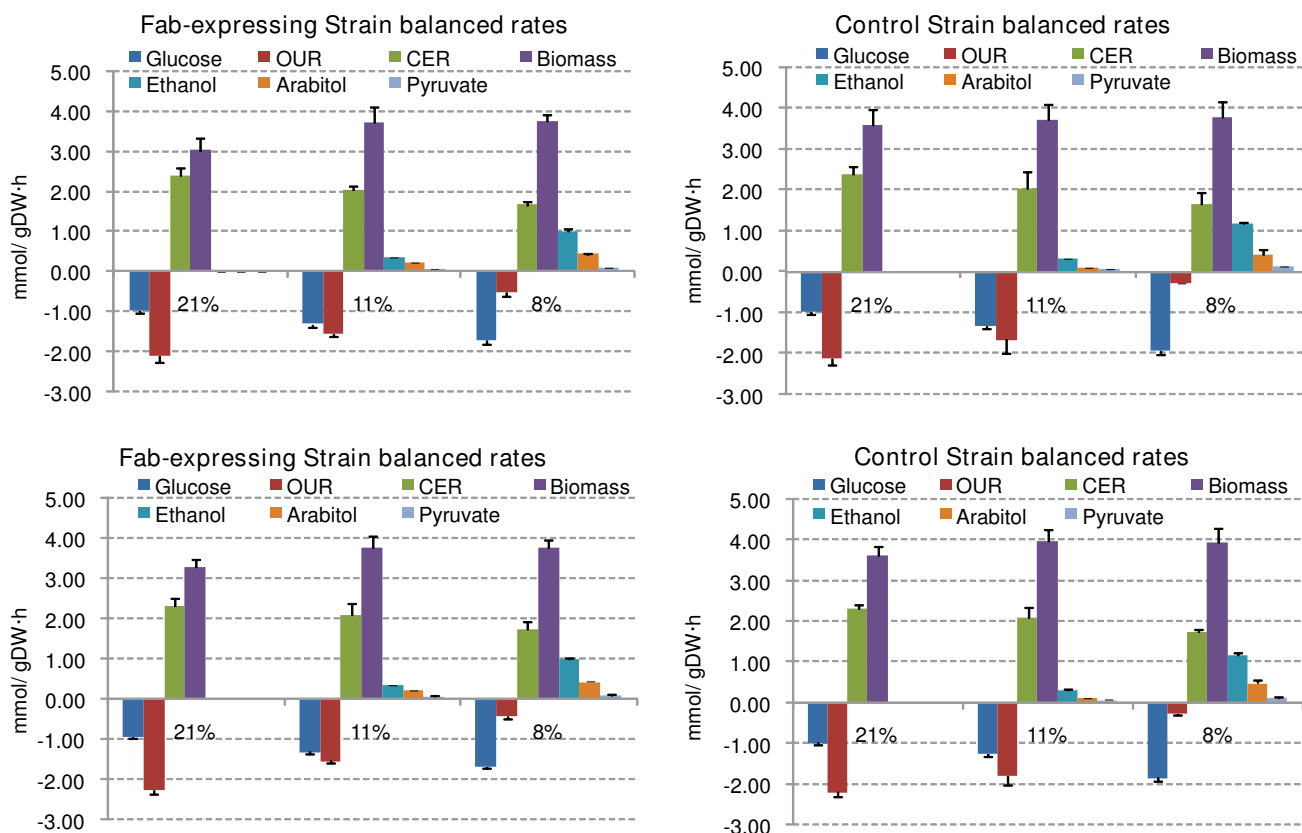 Fab-expressing Strain balanced rates
Glucose OUR CER Biomass
Ethanol Arabitol Pyruvate
mmol/ gDW·h
5.00
4.00
3.00
2.00
1.00
0.00
-1.00
-2.00
-3.00
21% 11% 8%
Control Strain balanced rates
Glucose OUR CER Biomass
Ethanol Arabitol Pyruvate
mmol/ gDW·h
5.00
4.00
3.00
2.00
1.00
0.00
-1.00
-2.00
-3.00
21% 11% 8%
Fab-expressing Strain balanced rates
Glucose OUR CER Biomass
Ethanol Arabitol Pyruvate
mmol/ gDW·h
5.00
4.00
3.00
2.00
1.00
0.00
-1.00
-2.00
-3.00
21% 11% 8%
Control Strain balanced rates
Glucose OUR CER Biomass
Ethanol Arabitol Pyruvate
mmol/ gDW·h
5.00
4.00
3.00
2.00
1.00
0.00
-1.00
-2.00
-3.00
21% 11% 8%